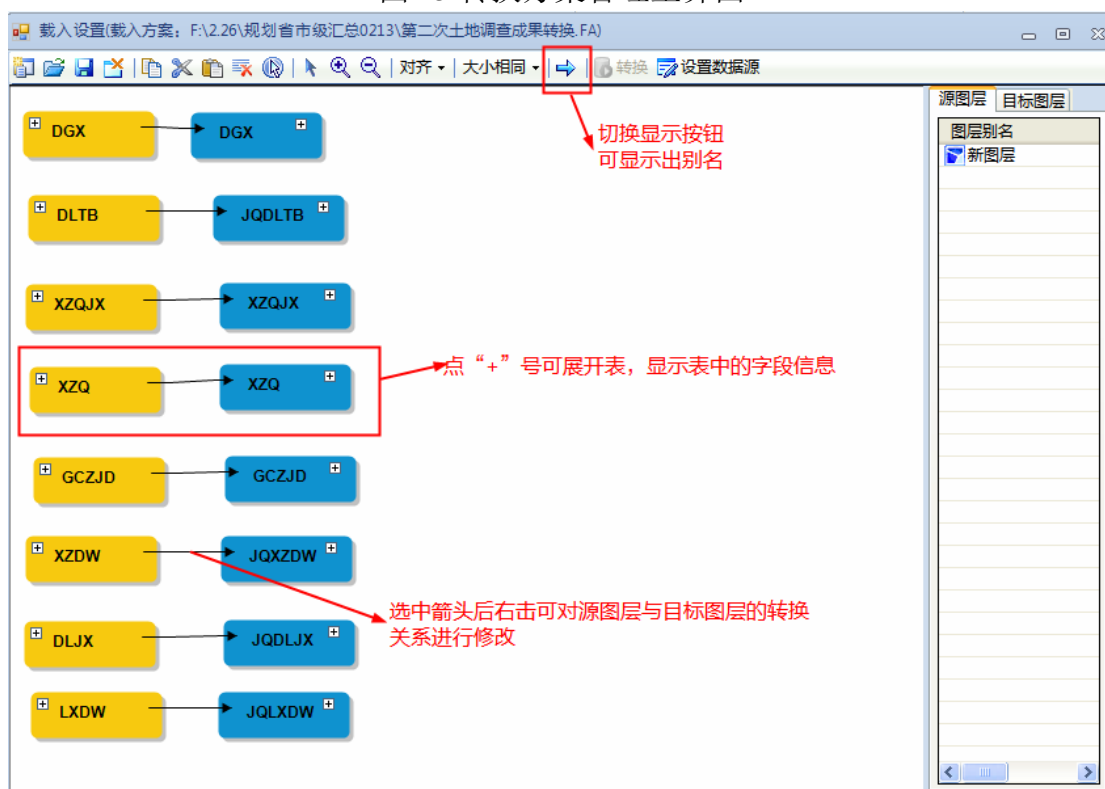 载入设置(载入方案：F:\2.26\规划省市级汇总0213\第二次土地调查成果转换.FA)
对齐 大小相同 转换 设置数据源
源图层 目标图层
图层别名
新图层
DGX DGX
切换显示按钮
可显示出别名
DLTB JQDLTB
XZQJX XZQJX
点“+”号可展开表，显示表中的字段信息
XZQ XZQ
GCZJD GCZJD
XZDW JQXZDW
选中箭头后右击可对源图层与目标图层的转换
关系进行修改
DLJX JQDLJX
LXDW JQLXDW